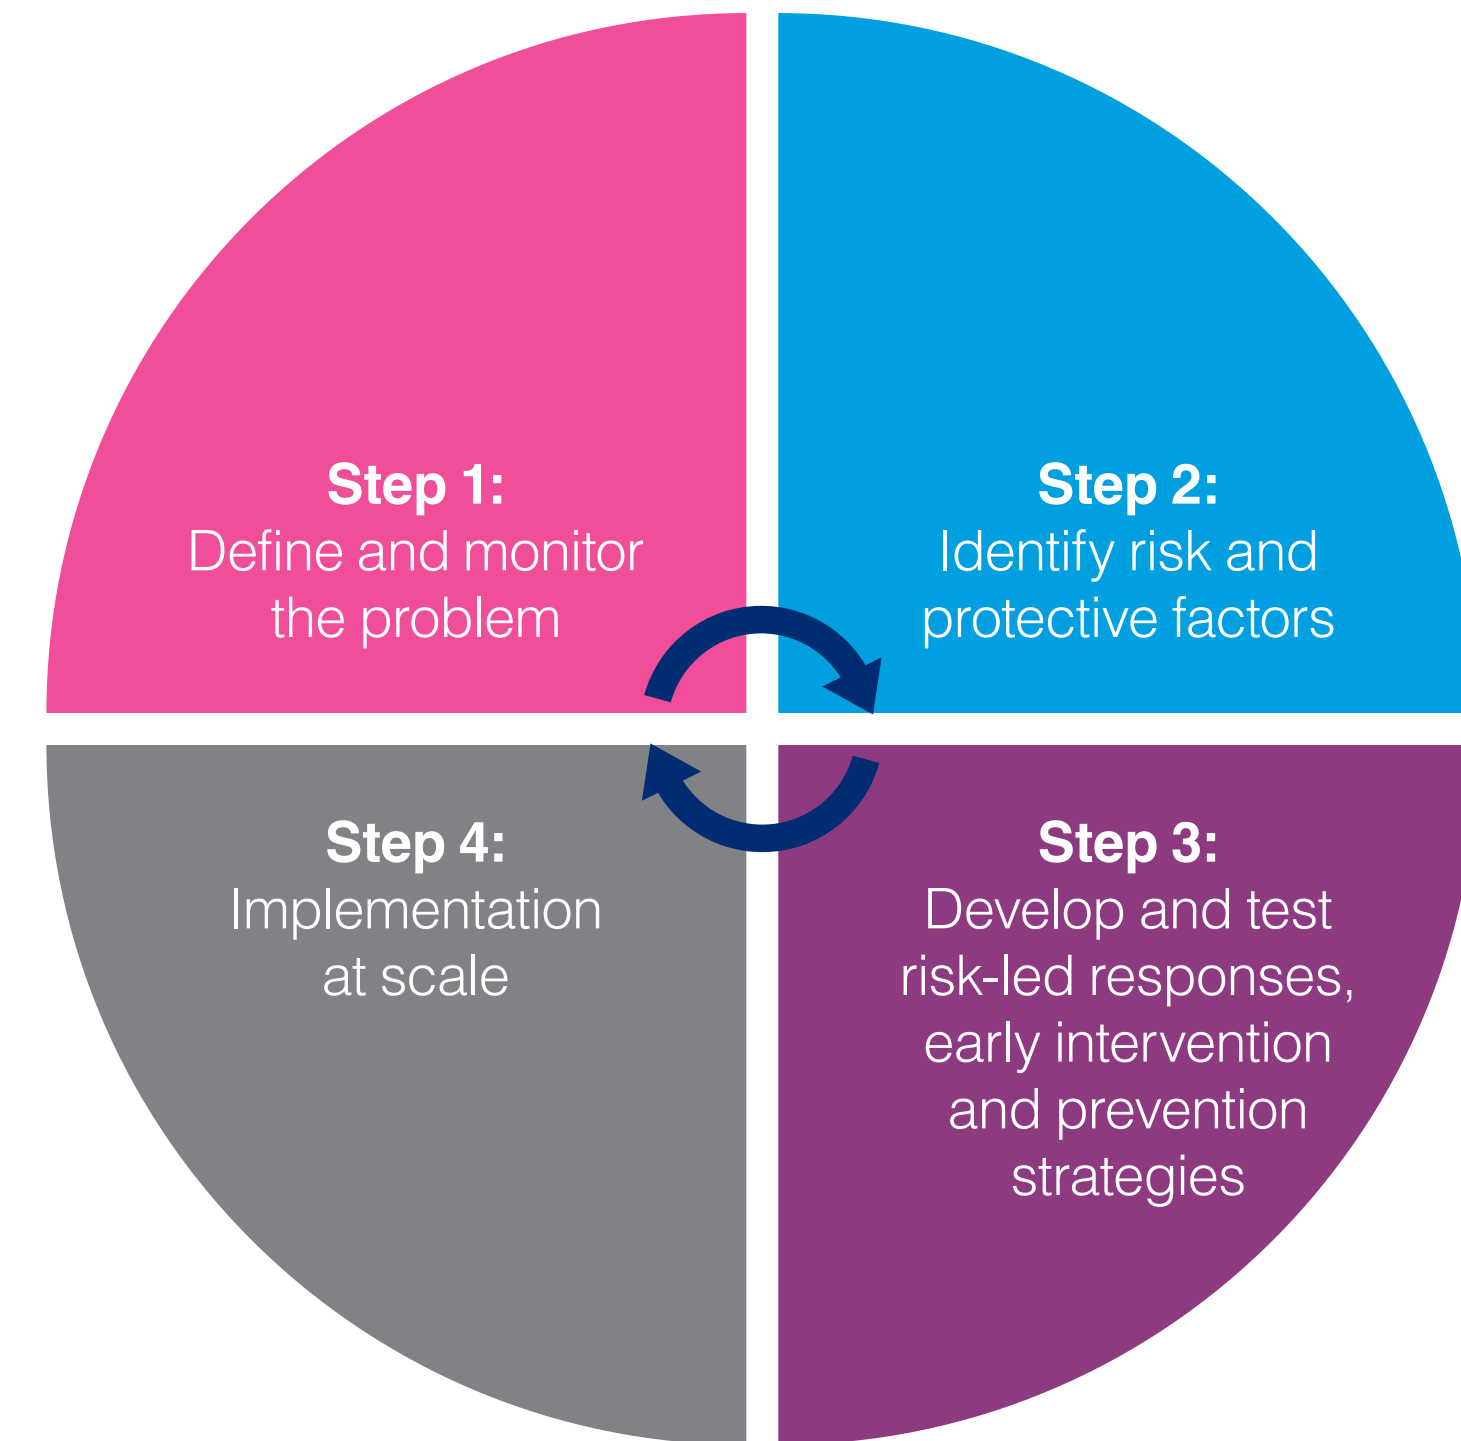 Step 1:
Define and monitor
the problem
Step 2:
Identify risk and
protective factors
Step 3:
Develop and test
risk-led responses,
early intervention
and prevention
strategies
Step 4:
Implementation
at scale